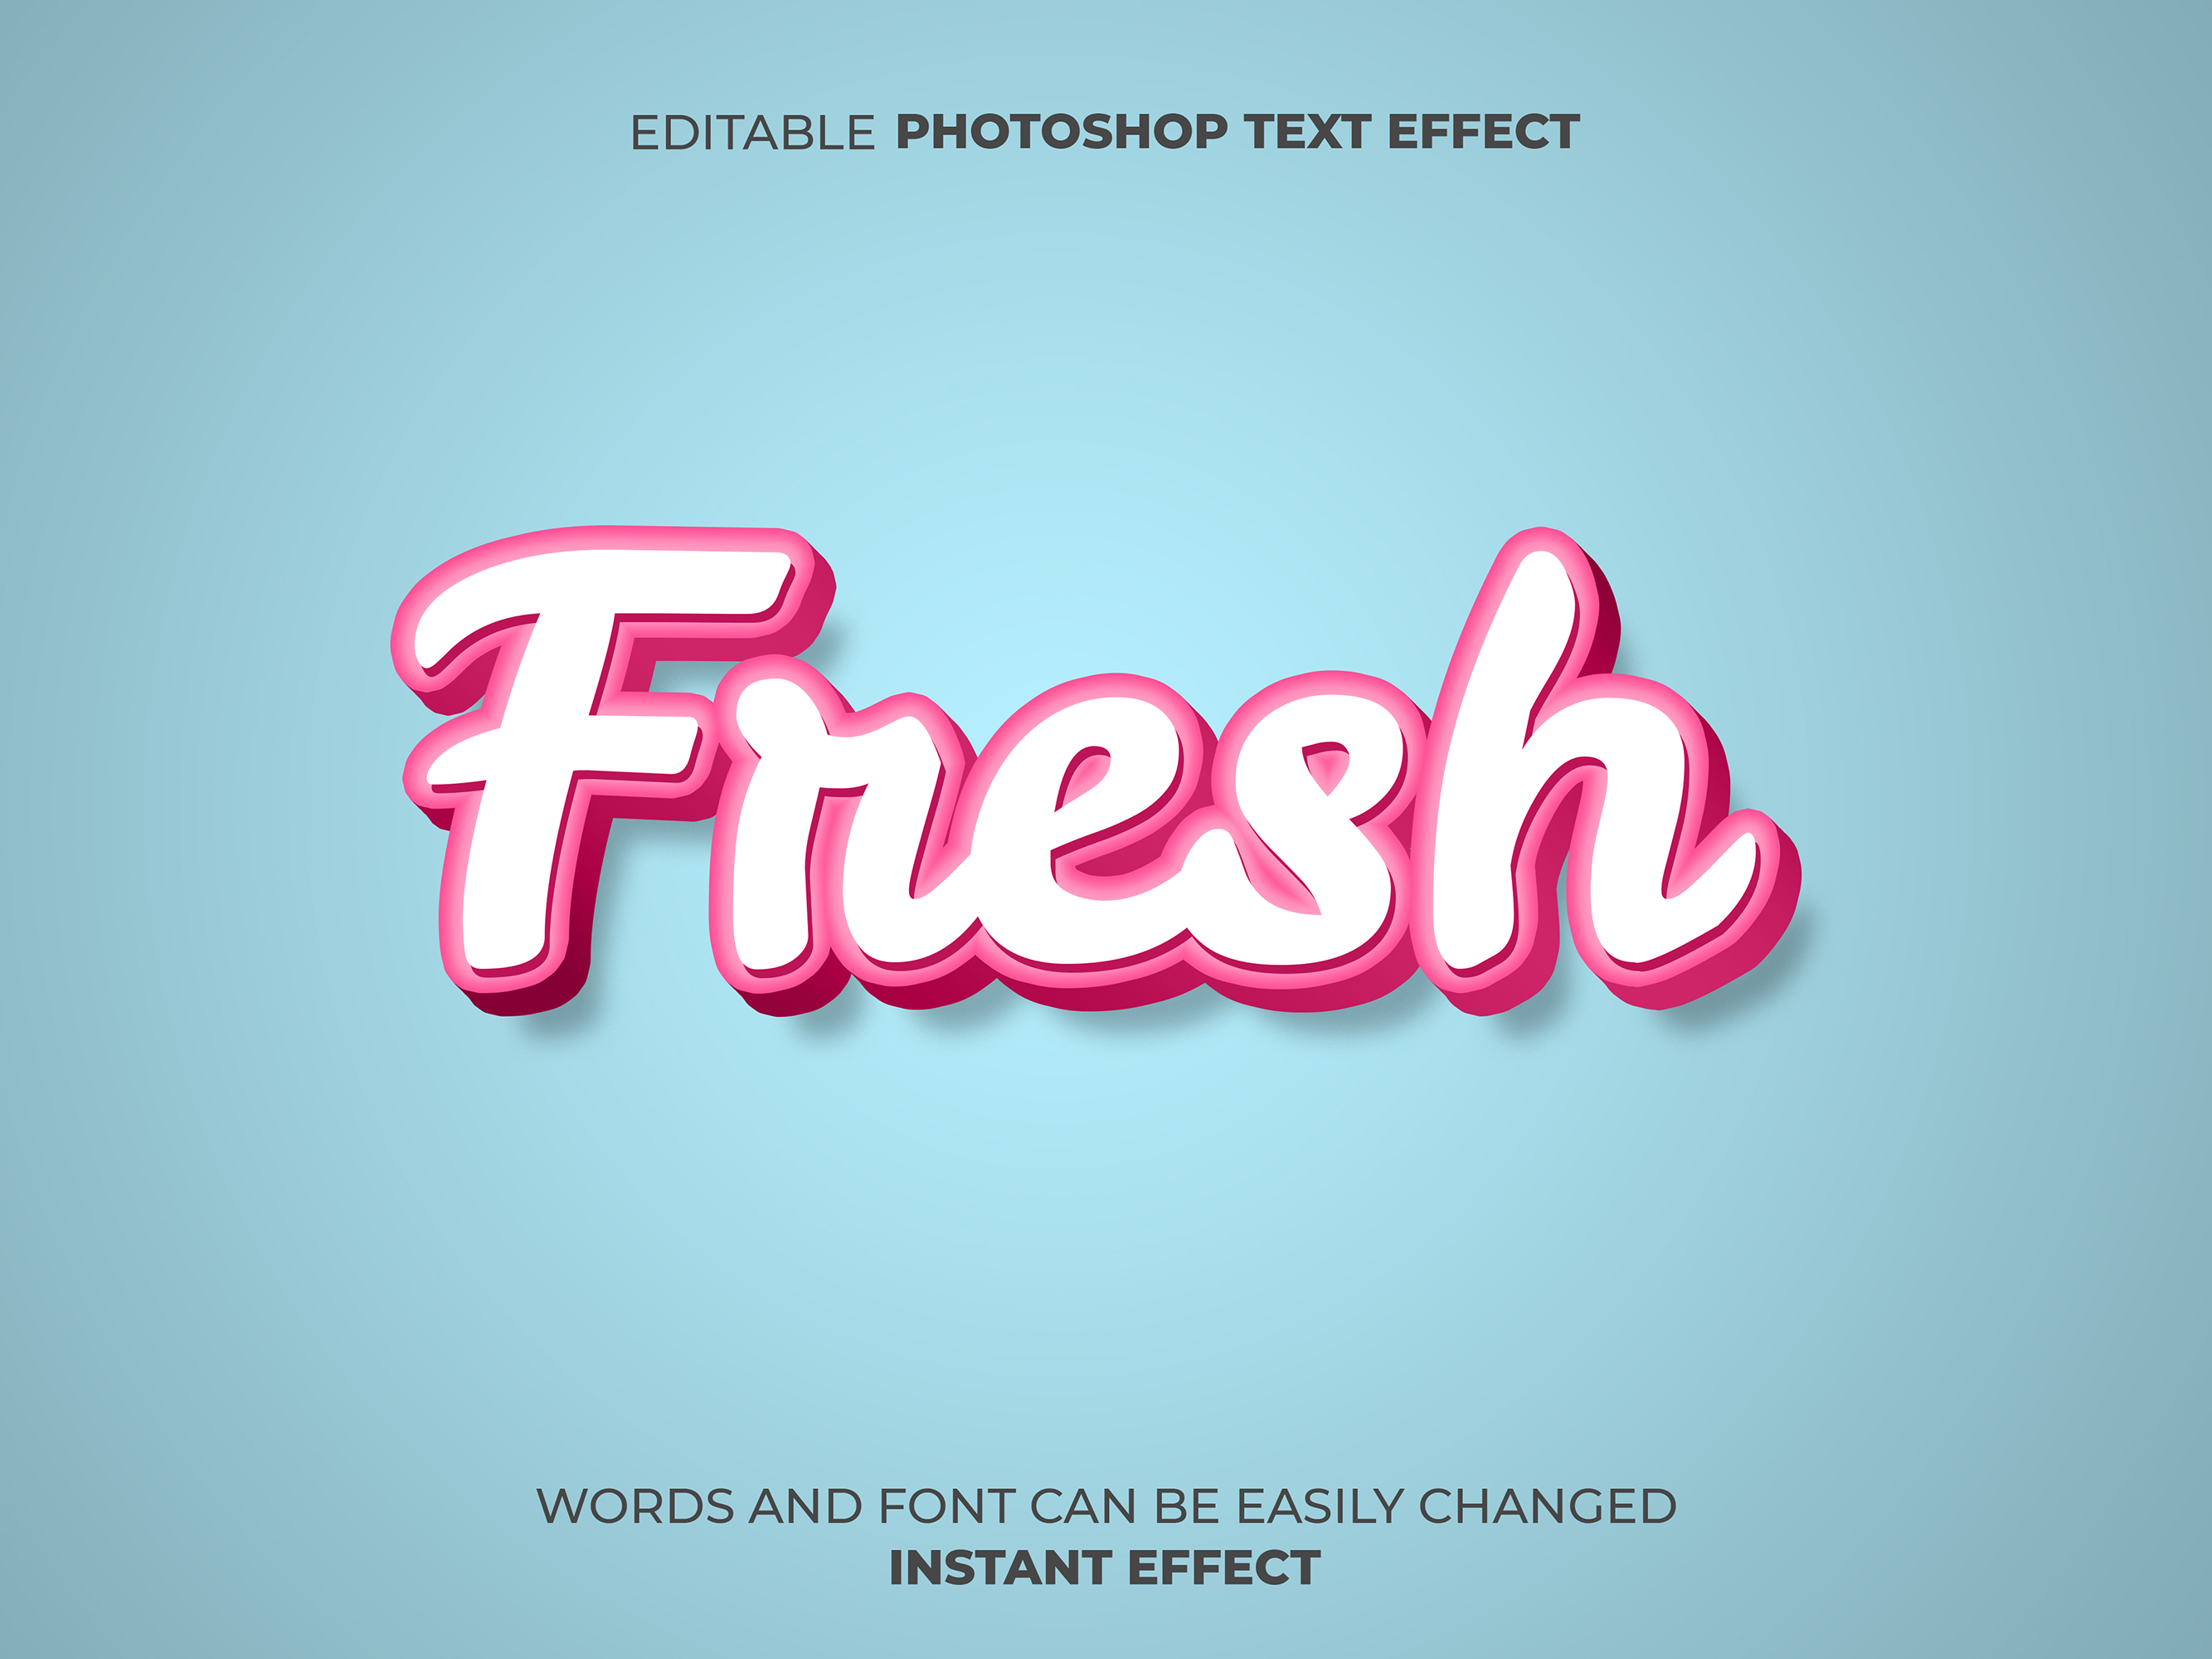 EDITABLE PHOTOSHOP TEXT EFFECT
Fresh
WORDS AND FONT CAN BE EASILY CHANGED
INSTANT EFFECT